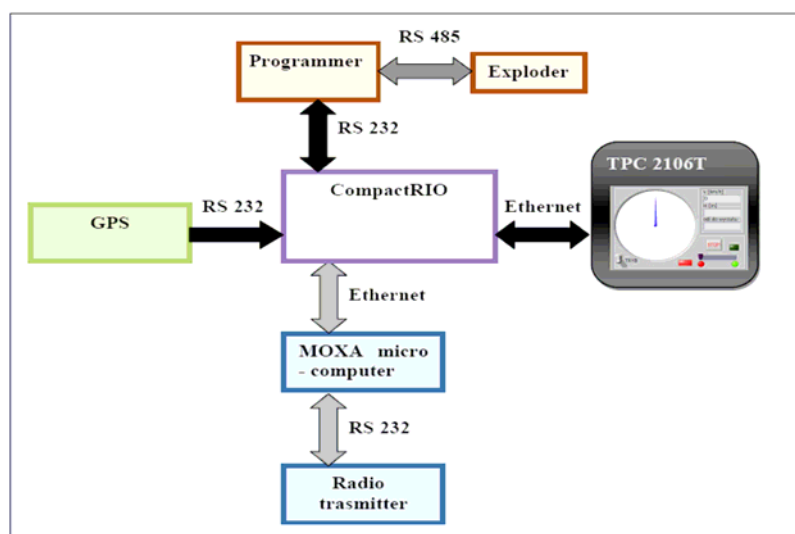 RS 485
Programmer
Exploder
RS 232
TPC 2106T
CompactRIO
RS 232
Ethernet
GPS
Ethernet
MOXA micro
- computer
RS 232
Radio
trasmitter